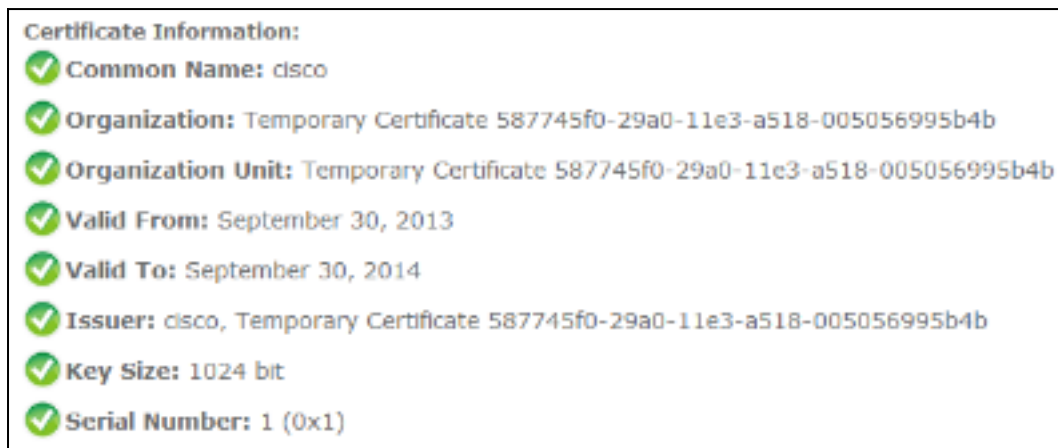 Certificate Information:
Common Name: cisco
Organization: Temporary Certificate 587745f0-29a0-11e3-a518-005056995b4b
Organization Unit: Temporary Certificate 587745f0-29a0-11e3-a518-005056995b4b
Valid From: September 30, 2013
Valid To: September 30, 2014
Issuer: cisco, Temporary Certificate 587745f0-29a0-11e3-a518-005056995b4b
Key Size: 1024 bit
Serial Number: 1 (0x1)